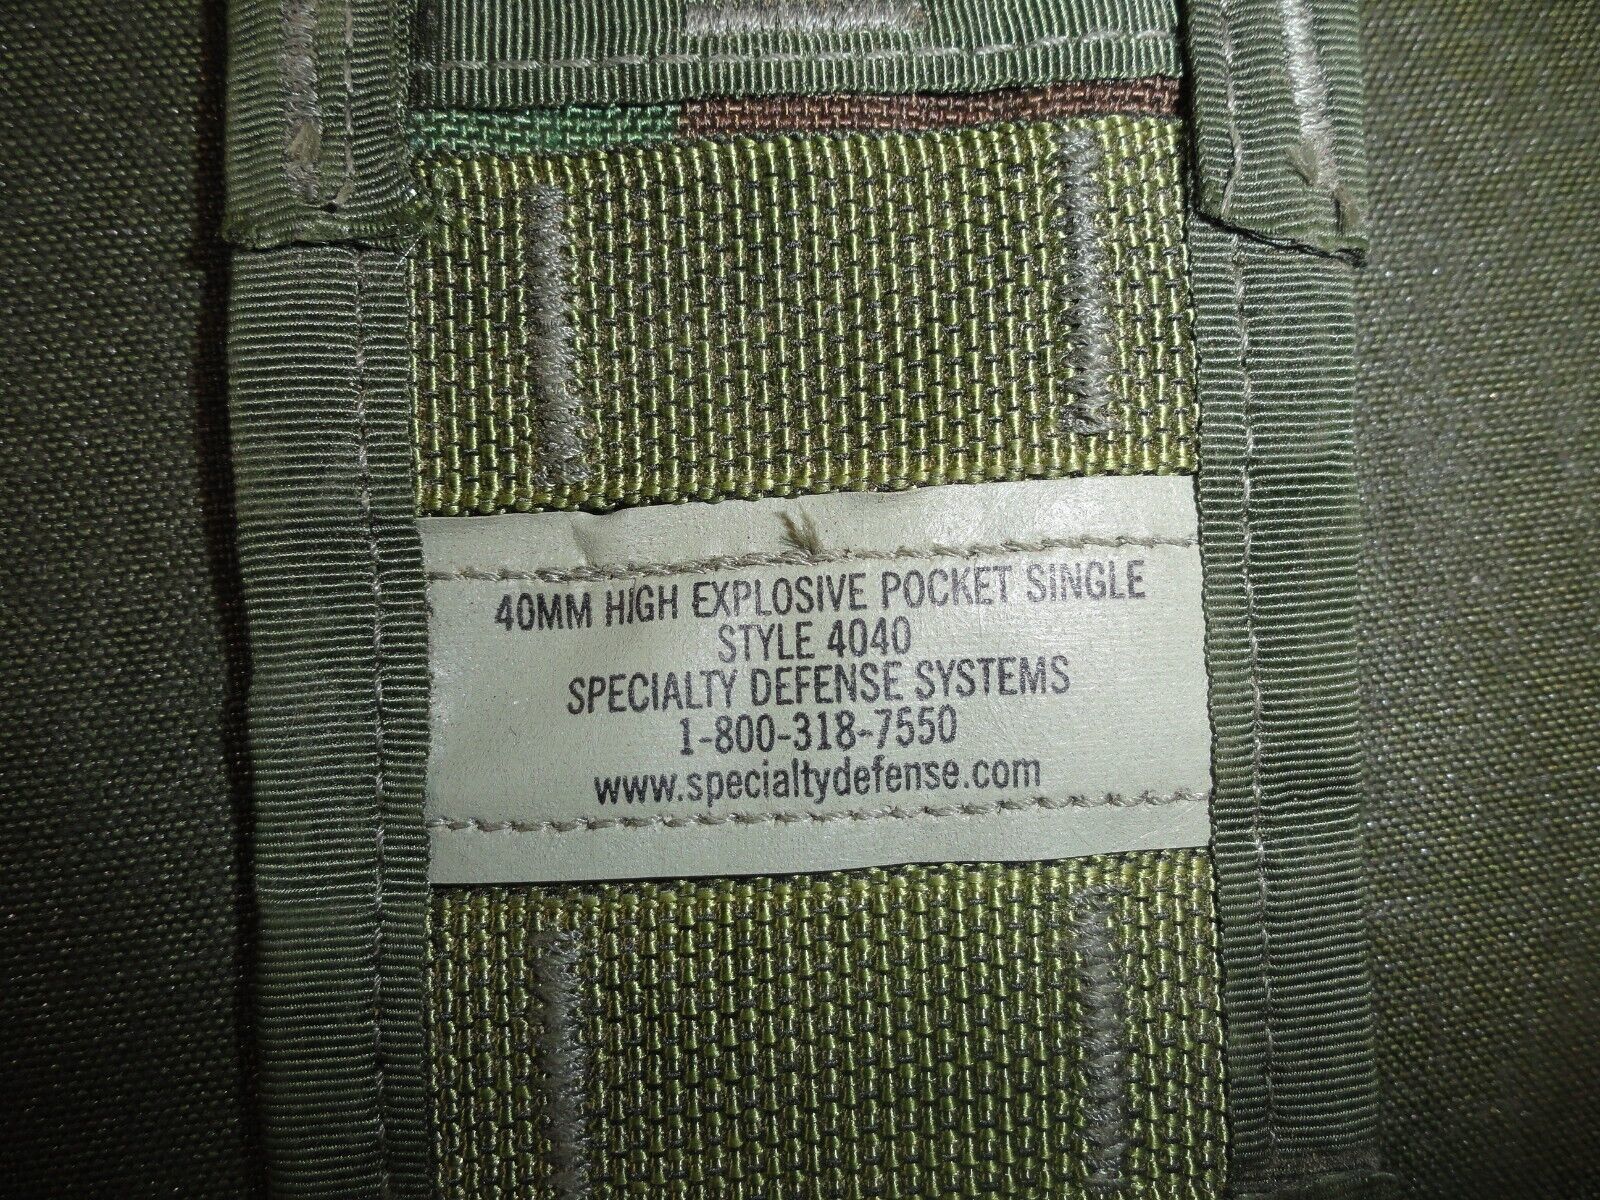 40MM HIGH EXPLOSIVE POCKET SINGLE
STYLE 4040
SPECIALTY DEFENSE SYSTEMS
1-800-318-7550
www.specialtydefense.com